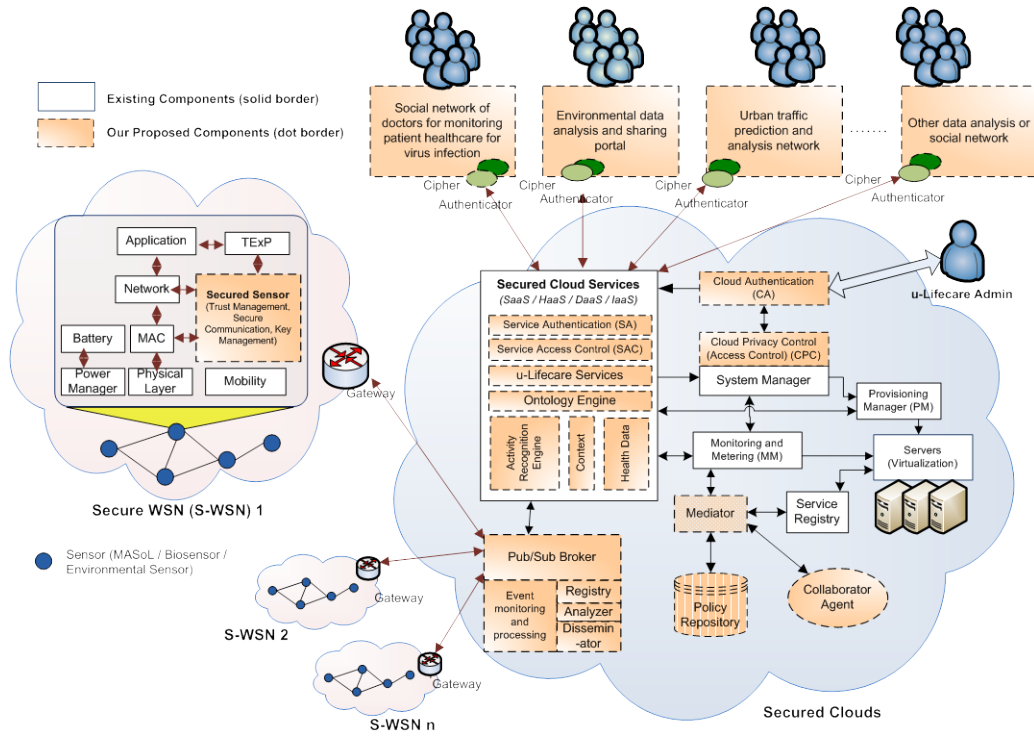 Existing Components (solid border)
Our Proposed Components (dot border)
Social network of
doctors for monitoring
patient healthcare for
virus infection
Environmental data
analysis and sharing
portal
Urban traffic
prediction and
analysis network
.......
Other data analysis or
social network
Cipher
Authenticator
Cipher
Authenticator
Cipher
Authenticator
Cipher
Authenticator
Application
TExP
Network
Secured Sensor
(Trust Management,
Secure
Communication, Key
Management)
Battery
MAC
Power
Manager
Physical
Layer
Mobility
Gateway
Secure WSN (S-WSN) 1
Sensor (MASoL / Biosensor /
Environmental Sensor)
Secured Cloud Services
(SaaS / HaaS / DaaS / IaaS)
Service Authentication (SA)
Service Access Control (SAC)
u-Lifecare Services
Ontology Engine
Activity
Recognition
Engine
Context
Health Data
Cloud Authentication
(CA)
u-Lifecare Admin
Cloud Privacy Control
(Access Control) (CPC)
System Manager
Provisioning
Manager (PM)
Monitoring and
Metering (MM)
Servers
(Virtualization)
Mediator
Service
Registry
Policy
Repository
Collaborator
Agent
Pub/Sub Broker
Event
monitoring
and
processing
Registry
Analyzer
Dissemin
-ator
Gateway
S-WSN 2
Gateway
S-WSN n
Secured Clouds